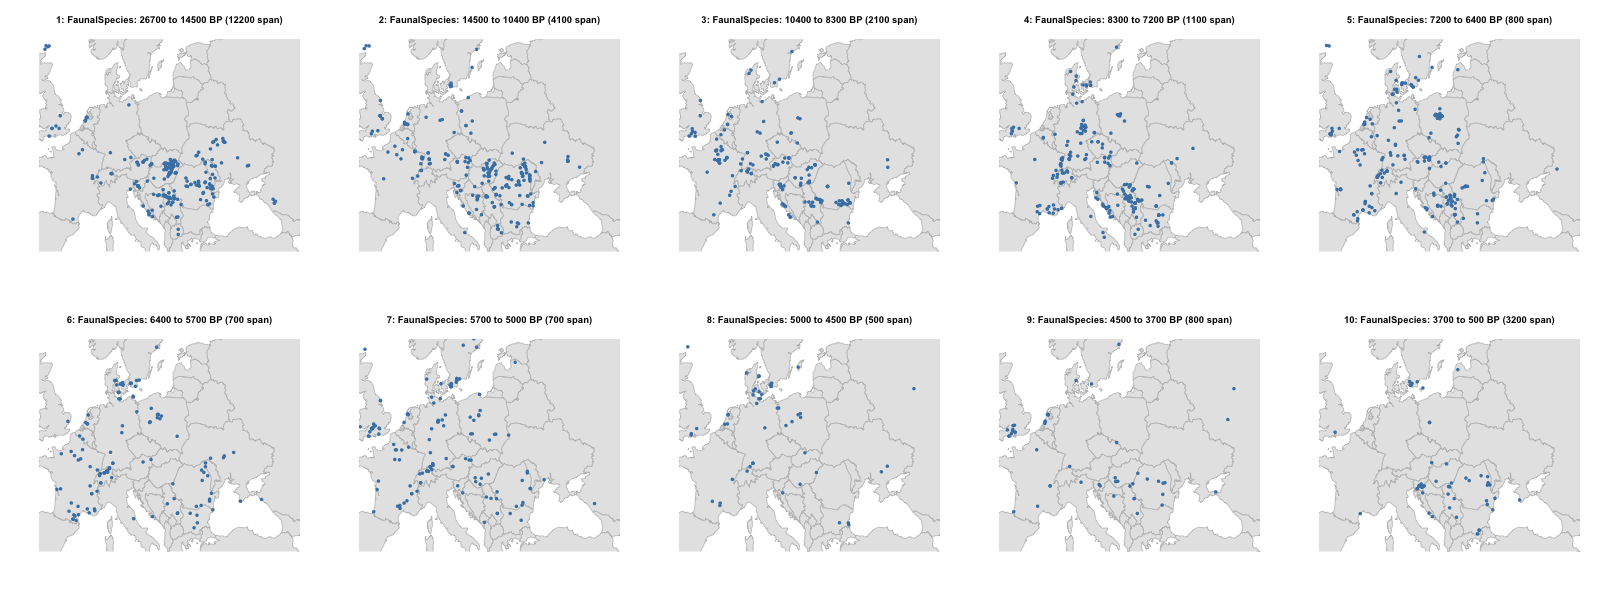 1: FaunalSpecies: 26700 to 14500 BP (12200 span)
2: FaunalSpecies: 14500 to 10400 BP (4100 span)
3: FaunalSpecies: 10400 to 8300 BP (2100 span)
4: FaunalSpecies: 8300 to 7200 BP (1100 span)
5: FaunalSpecies: 7200 to 6400 BP (800 span)
6: FaunalSpecies: 6400 to 5700 BP (700 span)
7: FaunalSpecies: 5700 to 5000 BP (700 span)
8: FaunalSpecies: 5000 to 4500 BP (500 span)
9: FaunalSpecies: 4500 to 3700 BP (800 span)
10: FaunalSpecies: 3700 to 500 BP (3200 span)